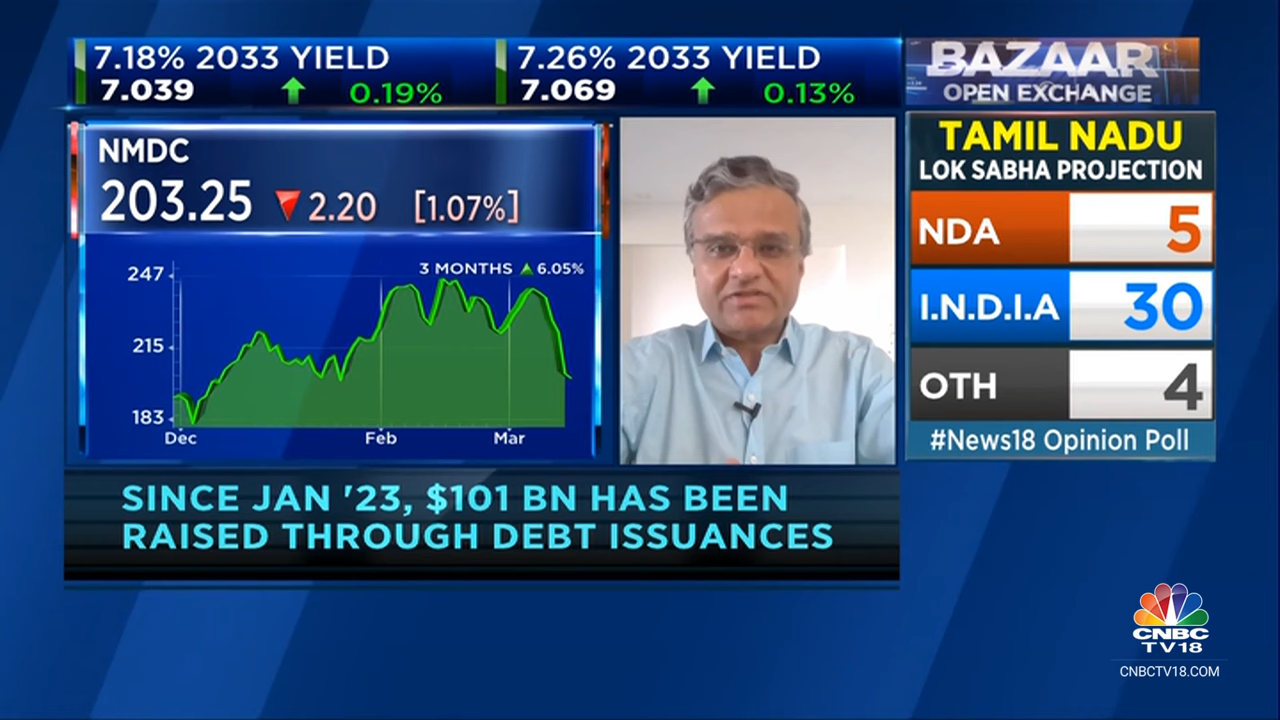 7.18% 2033 YIELD
7.039 0.19%
7.26% 2033 YIELD
7.069 0.13%
BAZAAR
OPEN EXCHANGE
NMDC
203.25 2.20 [1.07%]
3 MONTHS 6.05%
247
215
183
Dec Feb Mar
TAMIL NADU
LOK SABHA PROJECTION
NDA 5
I.N.D.I.A 30
OTH 4
#News18 Opinion Poll
SINCE JAN '23, $101 BN HAS BEEN
RAISED THROUGH DEBT ISSUANCES
CNBC
TV18
CNBCTV18.COM